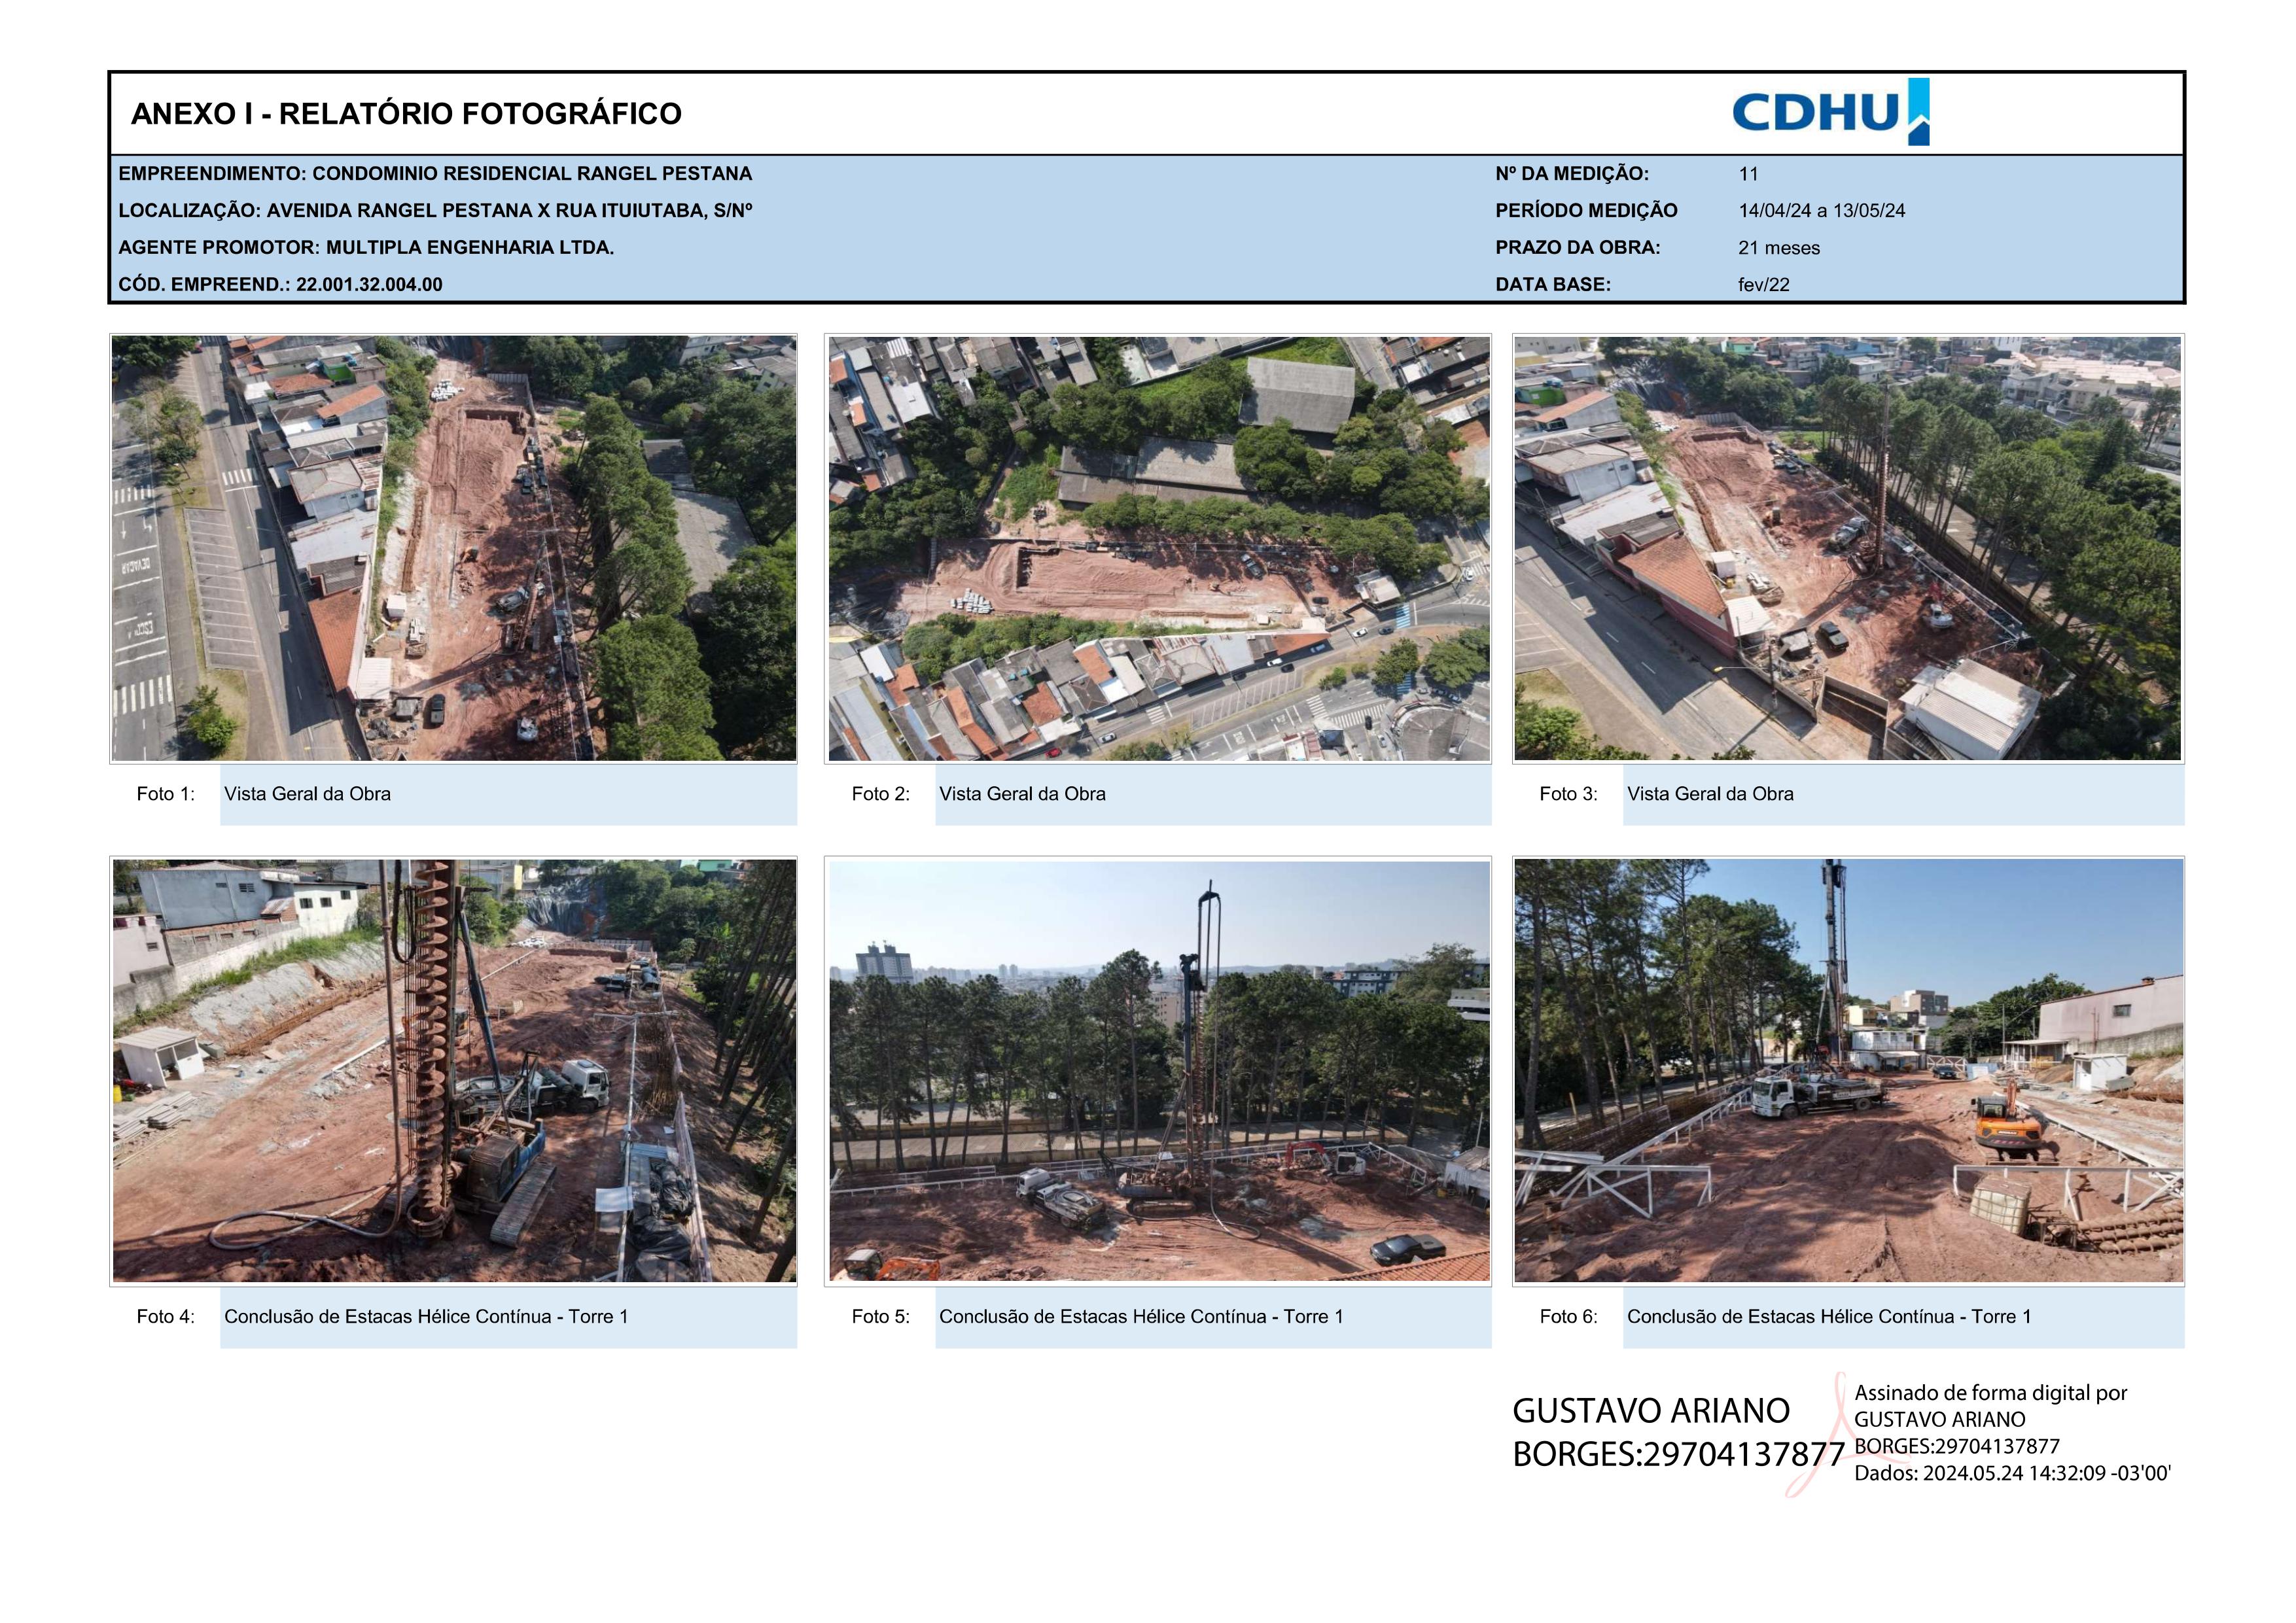 ANEXO I - RELATÓRIO FOTOGRÁFICO
CDHU
EMPREENDIMENTO: CONDOMINIO RESIDENCIAL RANGEL PESTANA
Nº DA MEDIÇÃO: 11
LOCALIZAÇÃO: AVENIDA RANGEL PESTANA X RUA ITUIUTABA, S/Nº
PERÍODO MEDIÇÃO 14/04/24 a 13/05/24
AGENTE PROMOTOR: MULTIPLA ENGENHARIA LTDA.
PRAZO DA OBRA: 21 meses
CÓD. EMPREEND.: 22.001.32.004.00
DATA BASE: fev/22
DEVAGAR
Foto 1: Vista Geral da Obra
Foto 2: Vista Geral da Obra
Foto 3: Vista Geral da Obra
Foto 4: Conclusão de Estacas Hélice Contínua - Torre 1
Foto 5: Conclusão de Estacas Hélice Contínua - Torre 1
Foto 6: Conclusão de Estacas Hélice Contínua - Torre 1
GUSTAVO ARIANO
BORGES:29704137877
Assinado de forma digital por
GUSTAVO ARIANO
BORGES:29704137877
Dados: 2024.05.24 14:32:09 -03'00'